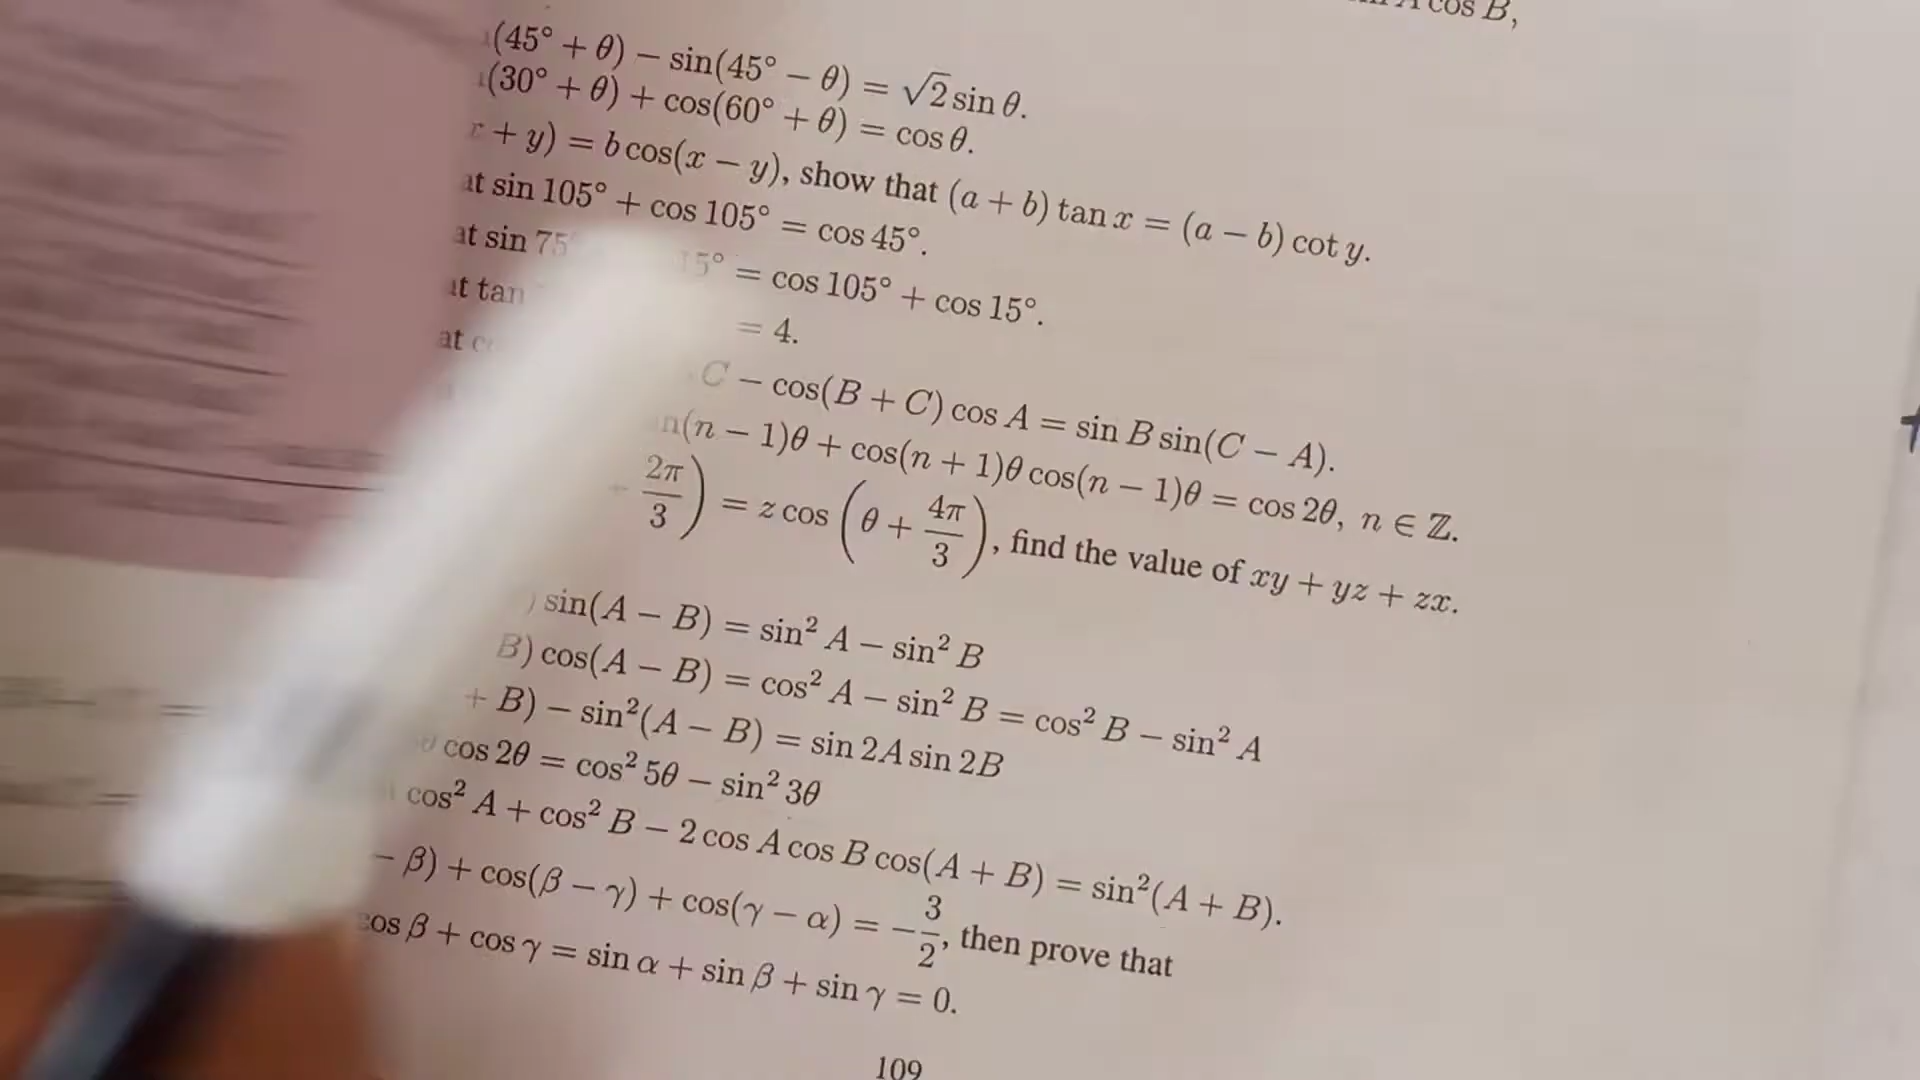 cos B,
(45° + θ) − sin(45° − θ) = √2 sin θ.
(30° + θ) + cos(60° + θ) = cos θ.
+ y) = b cos(x − y), show that (a + b) tan x = (a − b) cot y.
at sin 105° + cos 105° = cos 45°.
at sin 75° 15° = cos 105° + cos 15°.
at tan = 4.
at C − cos(B + C) cos A = sin B sin(C − A).
(n − 1)θ + cos(n + 1)θ cos(n − 1)θ = cos 2θ, n ∈ ℤ.
2π/3) = z cos (θ + 4π/3), find the value of xy + yz + zx.
) sin(A − B) = sin² A − sin² B
B) cos(A − B) = cos² A − sin² B = cos² B − sin² A
+ B) − sin²(A − B) = sin 2A sin 2B
cos 2θ = cos² 5θ − sin² 3θ
cos² A + cos² B − 2 cos A cos B cos(A + B) = sin²(A + B).
− β) + cos(β − γ) + cos(γ − α) = −3/2, then prove that
cos β + cos γ = sin α + sin β + sin γ = 0.
109